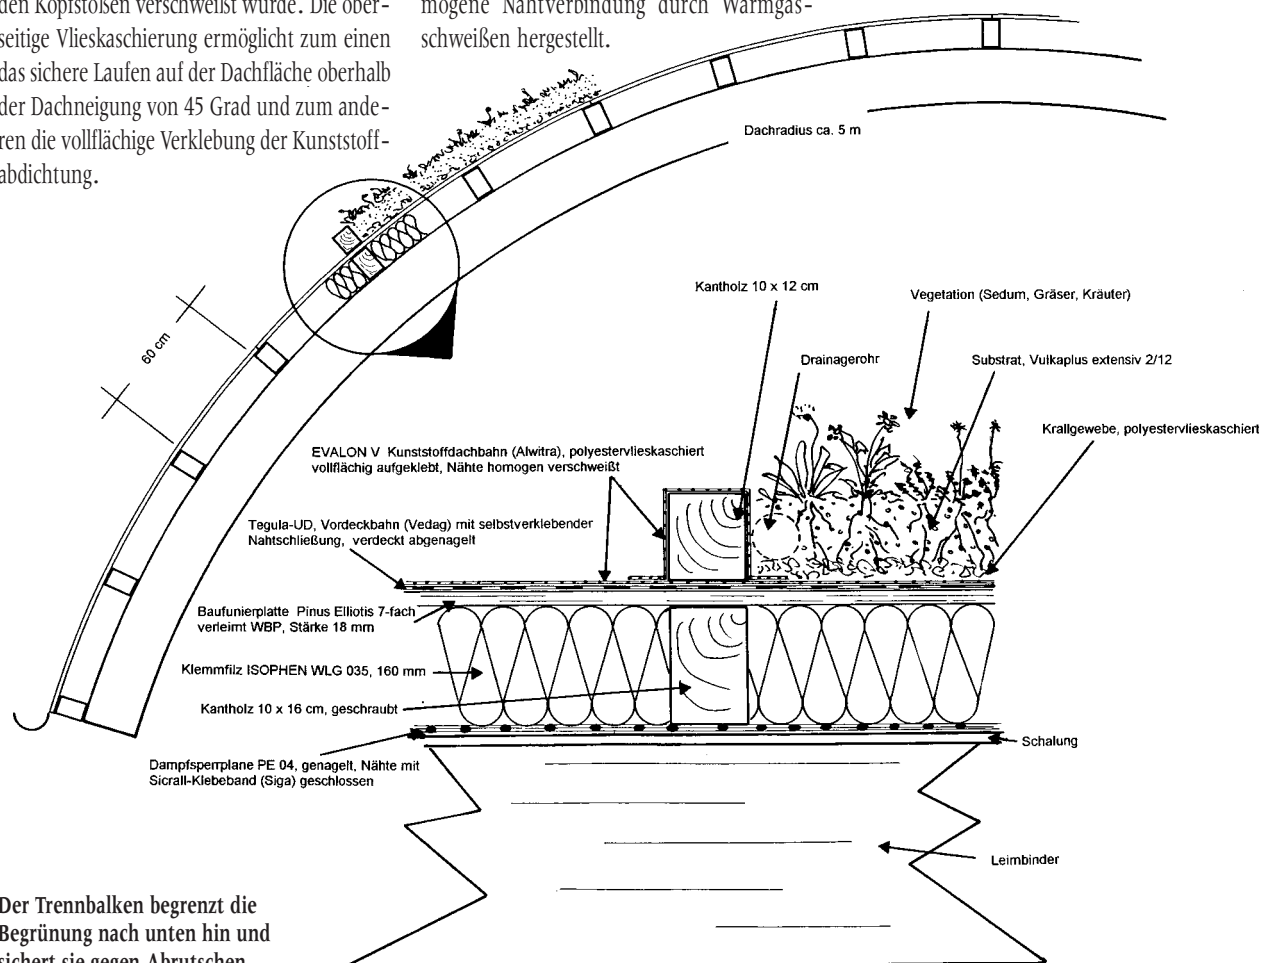 den Kopfstößen verschweißt wurde. Die ober-
seitige Vlieskaschierung ermöglicht zum einen
das sichere Laufen auf der Dachfläche oberhalb
der Dachneigung von 45 Grad und zum ande-
ren die vollflächige Verklebung der Kunststoff-
abdichtung.
mogene Nahtverbindung durch Warmgas-
schweißen hergestellt.
Dachradius ca. 5 m
60 cm
Kantholz 10 x 12 cm
Vegetation (Sedum, Gräser, Kräuter)
Drainagerohr
Substrat, Vulkaplus extensiv 2/12
Krallgewebe, polyestervlieskaschiert
EVALON V Kunststoffdachbahn (Alwitra), polyestervlieskaschiert
vollflächig aufgeklebt, Nähte homogen verschweißt
Tegula-UD, Vordeckbahn (Vedag) mit selbstverklebender
Nahtschließung, verdeckt abgenagelt
Baufunierplatte Pinus Elliotis 7-fach
verleimt WBP, Stärke 18 mm
Klemmfilz ISOPHEN WLG 035, 160 mm
Kantholz 10 x 16 cm, geschraubt
Dampfsperrplane PE 04, genagelt, Nähte mit
Sicrall-Klebeband (Siga) geschlossen
Schalung
Leimbinder
Der Trennbalken begrenzt die
Begrünung nach unten hin und
sichert sie gegen Abrutschen